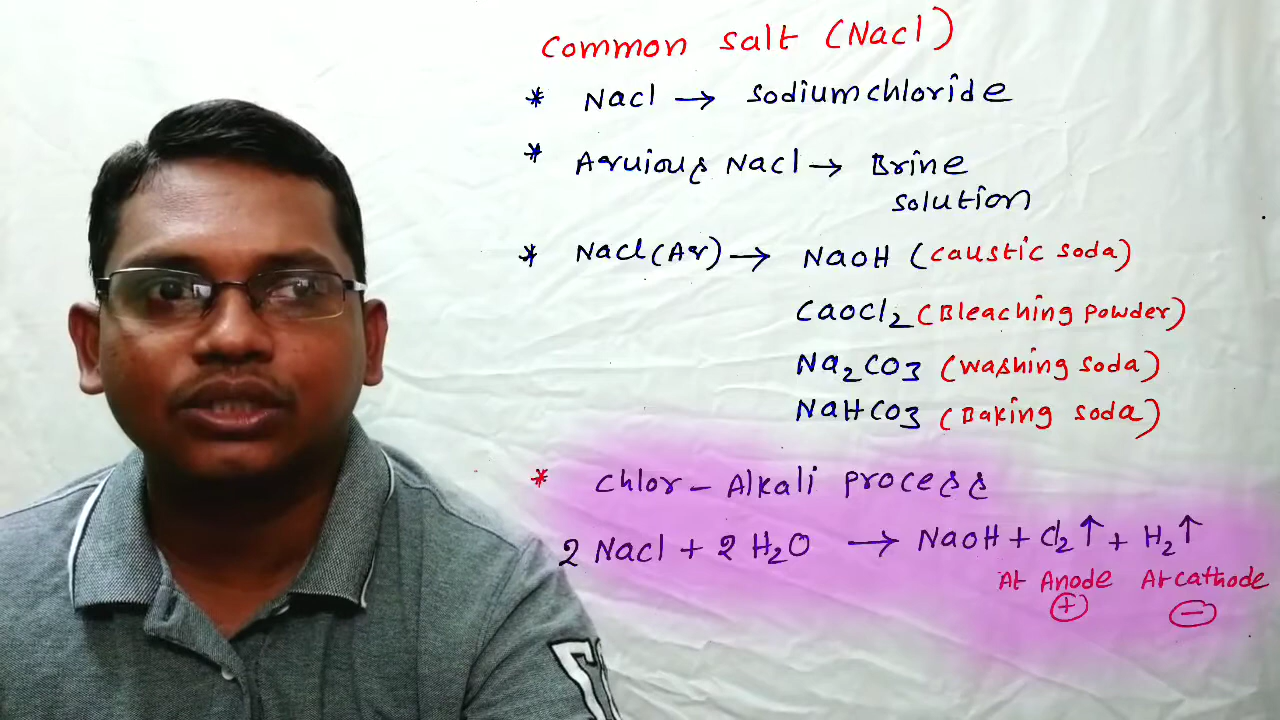 Common salt (Nacl)
* Nacl → Sodiumchloride
* Aqruious Nacl → Brine
solution
* Nacl(Aq) → NaOH (caustic soda)
CaOCl2 (Bleaching powder)
Na2CO3 (washing soda)
NaHCO3 (Baking soda)
* Chlor - Alkali process
2 Nacl + 2 H2O → NaOH + Cl2↑ + H2↑
At Anode At cathode
+ −